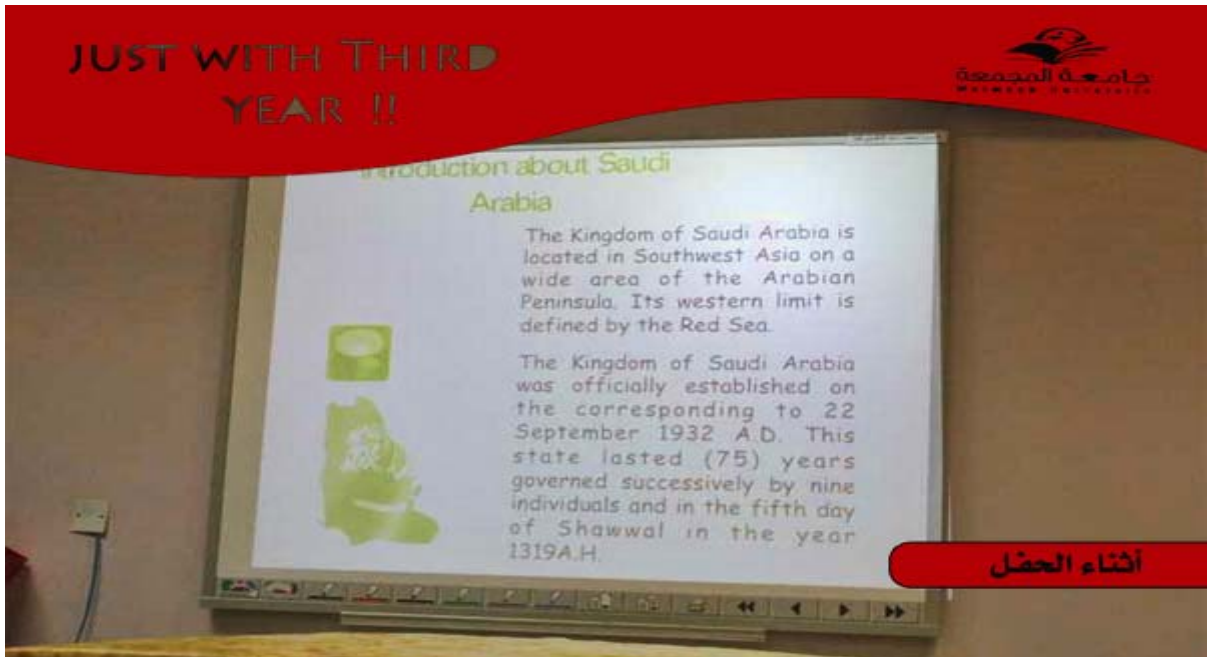 JUST WITH THIRD
YEAR !!
جامعة المجمعة
Introduction about Saudi
Arabia
The Kingdom of Saudi Arabia is
located in Southwest Asia on a
wide area of the Arabian
Peninsula. Its western limit is
defined by the Red Sea.
The Kingdom of Saudi Arabia
was officially established on
the corresponding to 22
September 1932 A.D. This
state lasted (75) years
governed successively by nine
individuals and in the fifth day
of Shawwal in the year
1319A.H.
أثناء الحفل